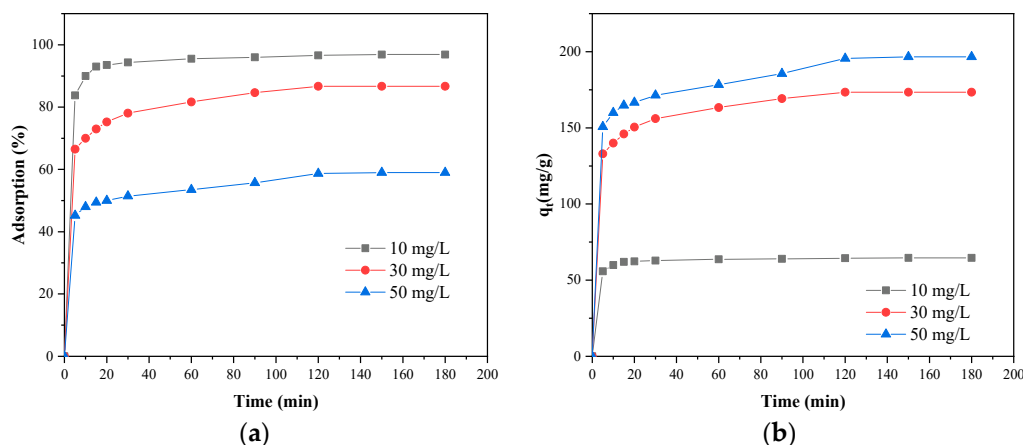 100
80
60
40
20
0
Adsorption (%)
10 mg/L
30 mg/L
50 mg/L
0 20 40 60 80 100 120 140 160 180 200
Time (min)
(a)
200
150
100
50
0
qt(mg/g)
10 mg/L
30 mg/L
50 mg/L
0 20 40 60 80 100 120 140 160 180 200
Time (min)
(b)